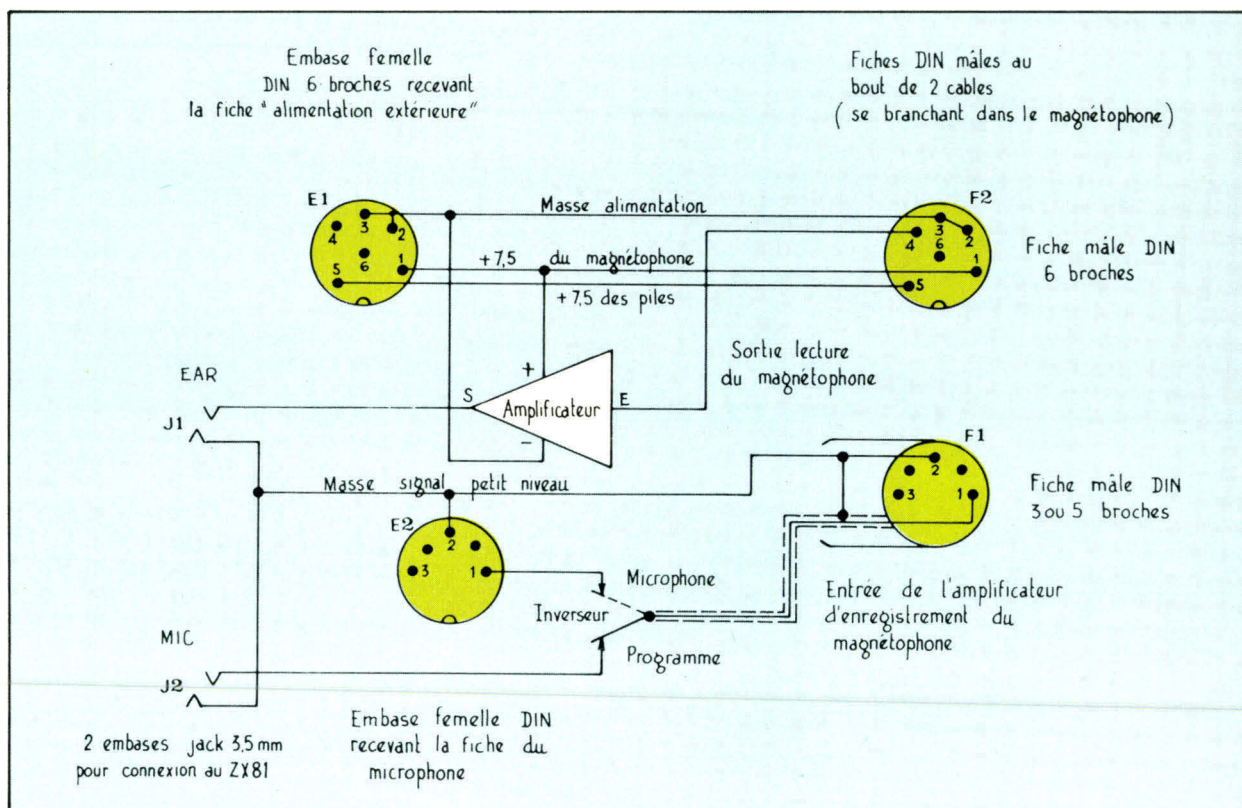 Embase femelle
DIN 6 broches recevant
la fiche "alimentation extérieure"
Fiches DIN mâles au
bout de 2 cables
( se branchant dans le magnétophone )
E1
3
2
4
6
1
5
Masse alimentation
F2
3
4
2
6
1
5
Fiche mâle DIN
6 broches
+7,5 du magnétophone
+7,5 des piles
Sortie lecture
du magnétophone
EAR
J1
S
+
Amplificateur
E
-
Masse signal petit niveau
F1
2
3
1
Fiche mâle DIN
3 ou 5 broches
E2
2
3
1
Microphone
Inverseur
Programme
Entrée de l'amplificateur
d'enregistrement du
magnétophone
MIC
J2
2 embases jack 3,5 mm
pour connexion au ZX81
Embase femelle DIN
recevant la fiche du
microphone